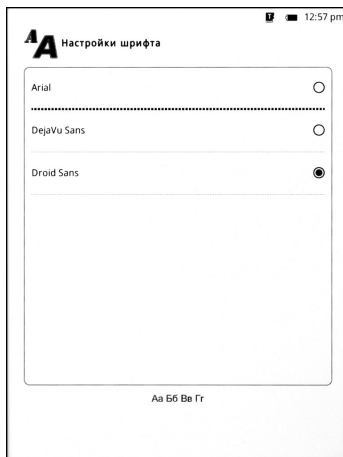 12:57 pm
Настройки шрифта
Arial
DejaVu Sans
Droid Sans
Аа Бб Вв Гг